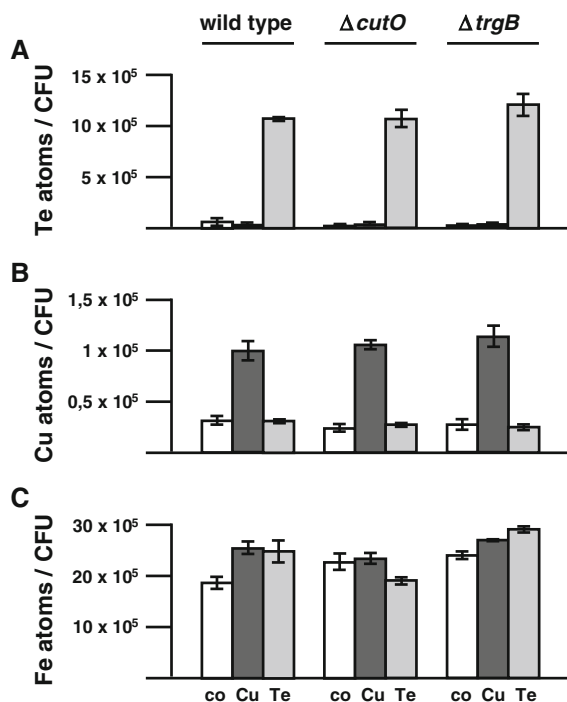 wild type ΔcutO ΔtrgB
A
Te atoms / CFU
15 x 10⁵
10 x 10⁵
5 x 10⁵
B
Cu atoms / CFU
1,5 x 10⁵
1 x 10⁵
0,5 x 10⁵
C
Fe atoms / CFU
30 x 10⁵
20 x 10⁵
10 x 10⁵
co Cu Te co Cu Te co Cu Te